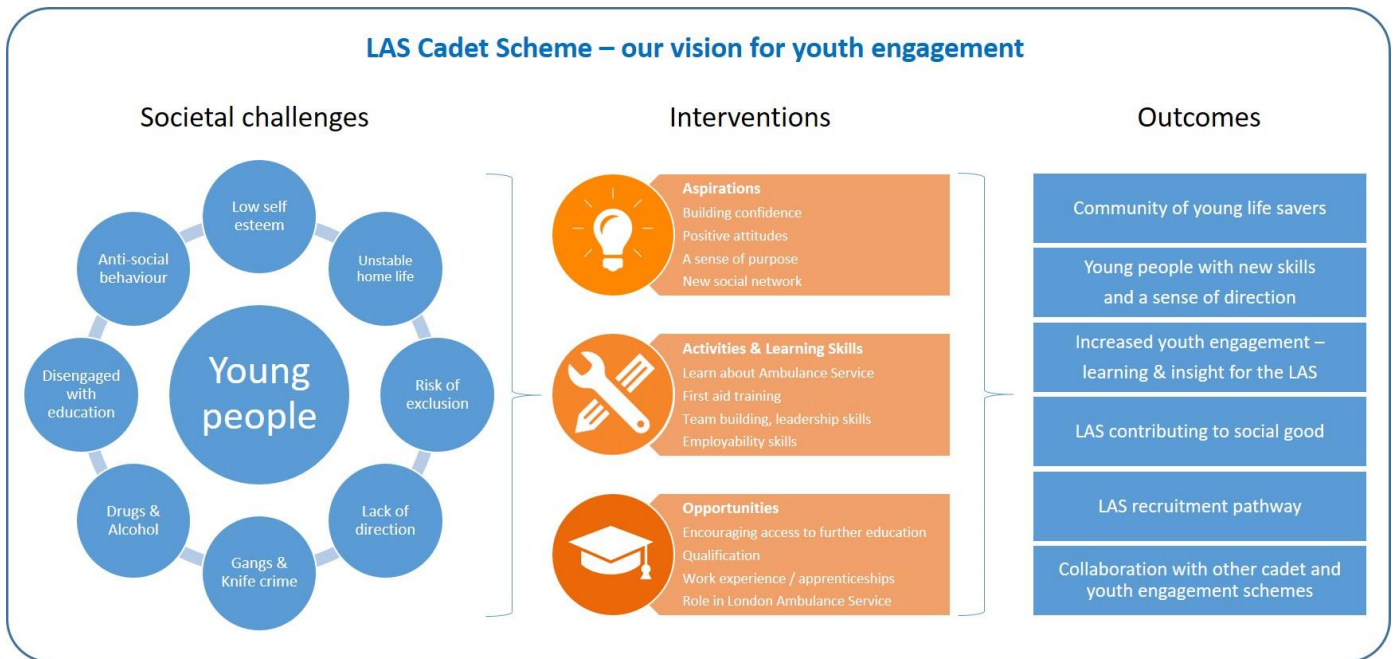 LAS Cadet Scheme – our vision for youth engagement
Societal challenges
Low self
esteem
Unstable
home life
Risk of
exclusion
Lack of
direction
Gangs &
Knife crime
Drugs &
Alcohol
Disengaged
with
education
Anti-social
behaviour
Young
people
Interventions
Aspirations
Building confidence
Positive attitudes
A sense of purpose
New social network
Activities & Learning Skills
Learn about Ambulance Service
First aid training
Team building, leadership skills
Employability skills
Opportunities
Encouraging access to further education
Qualification
Work experience / apprenticeships
Role in London Ambulance Service
Outcomes
Community of young life savers
Young people with new skills
and a sense of direction
Increased youth engagement –
learning & insight for the LAS
LAS contributing to social good
LAS recruitment pathway
Collaboration with other cadet and
youth engagement schemes